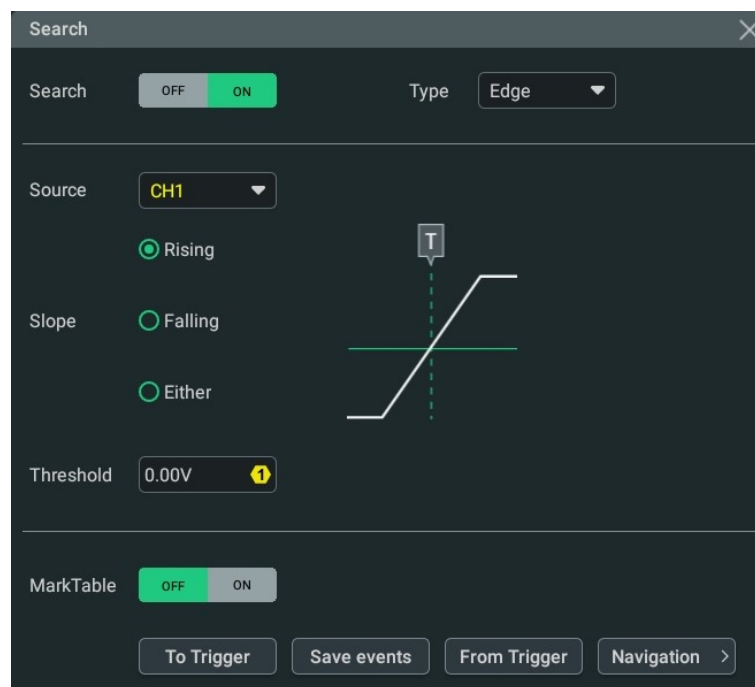 Search
Search OFF ON Type Edge
Source CH1
Rising
T
Slope Falling
Either
Threshold 0.00V 1
MarkTable OFF ON
To Trigger Save events From Trigger Navigation >